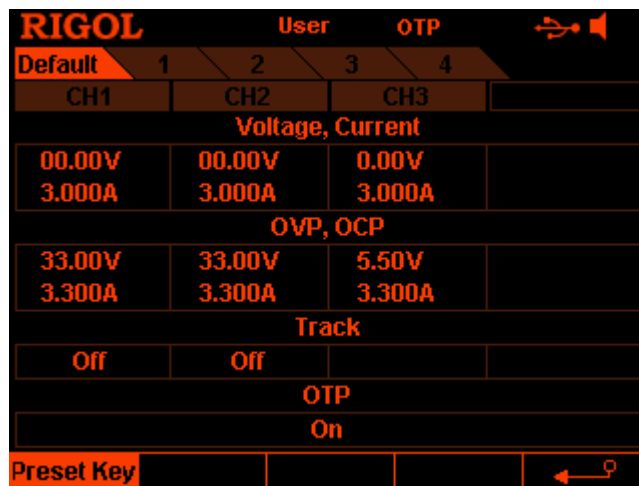 RIGOL User OTP
Default 1 2 3 4
CH1 CH2 CH3
Voltage, Current
00.00V 00.00V 0.00V
3.000A 3.000A 3.000A
OVP, OCP
33.00V 33.00V 5.50V
3.300A 3.300A 3.300A
Track
Off Off
OTP
On
Preset Key